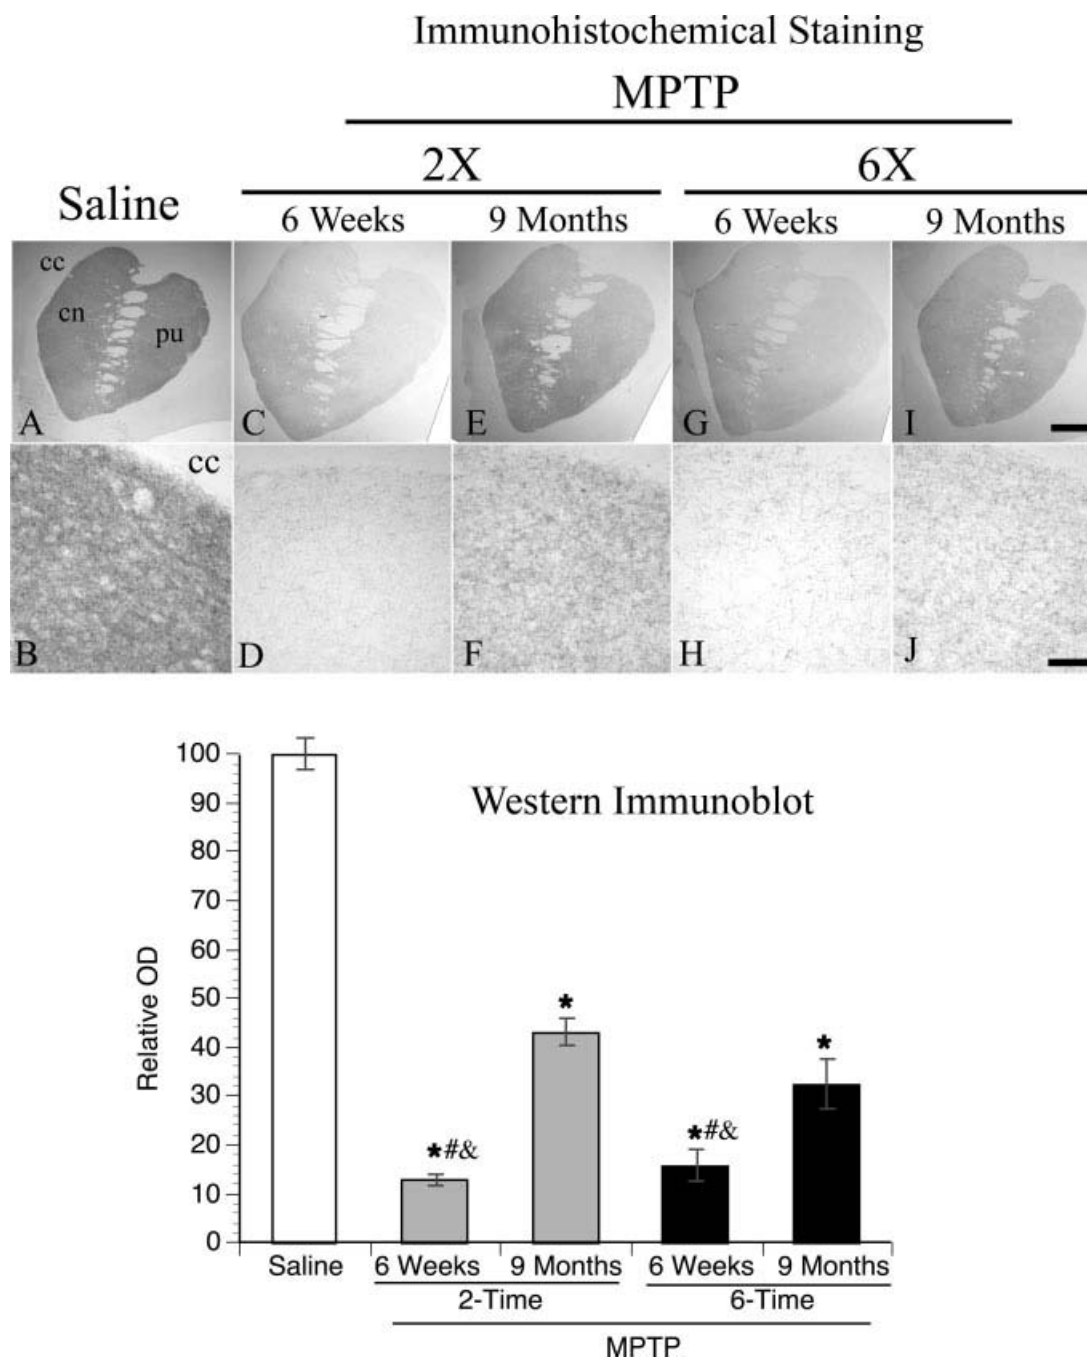 Immunohistochemical Staining
MPTP
2X 6X
Saline 6 Weeks 9 Months 6 Weeks 9 Months
cc
cn
pu
A C E G I
cc
B D F H J
Western Immunoblot
Relative OD
100
90
80
70
60
50
40
30
20
10
0
*
*
*#&
*#&
Saline 6 Weeks 9 Months 6 Weeks 9 Months
2-Time 6-Time
MPTP